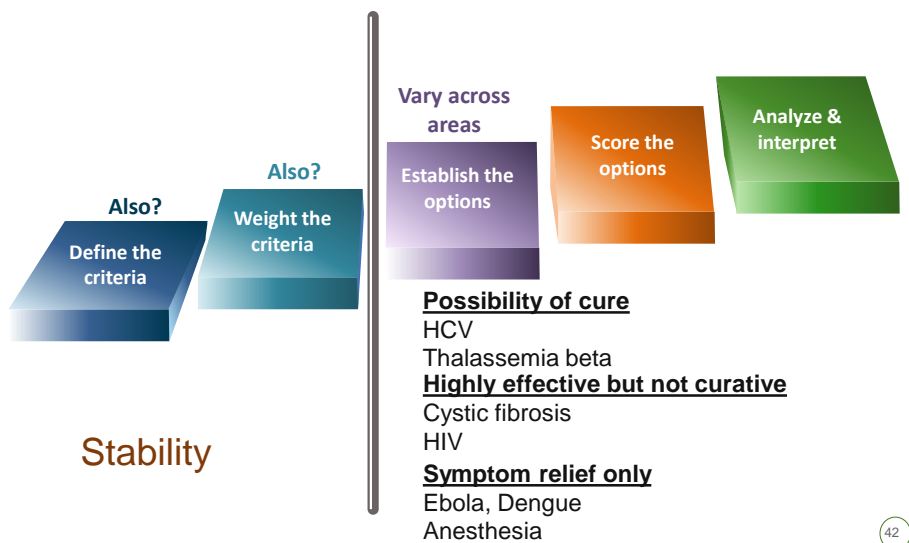 Also?
Define the
criteria
Also?
Weight the
criteria
Stability
Vary across
areas
Establish the
options
Score the
options
Analyze &
interpret
Possibility of cure
HCV
Thalassemia beta
Highly effective but not curative
Cystic fibrosis
HIV
Symptom relief only
Ebola, Dengue
Anesthesia
42